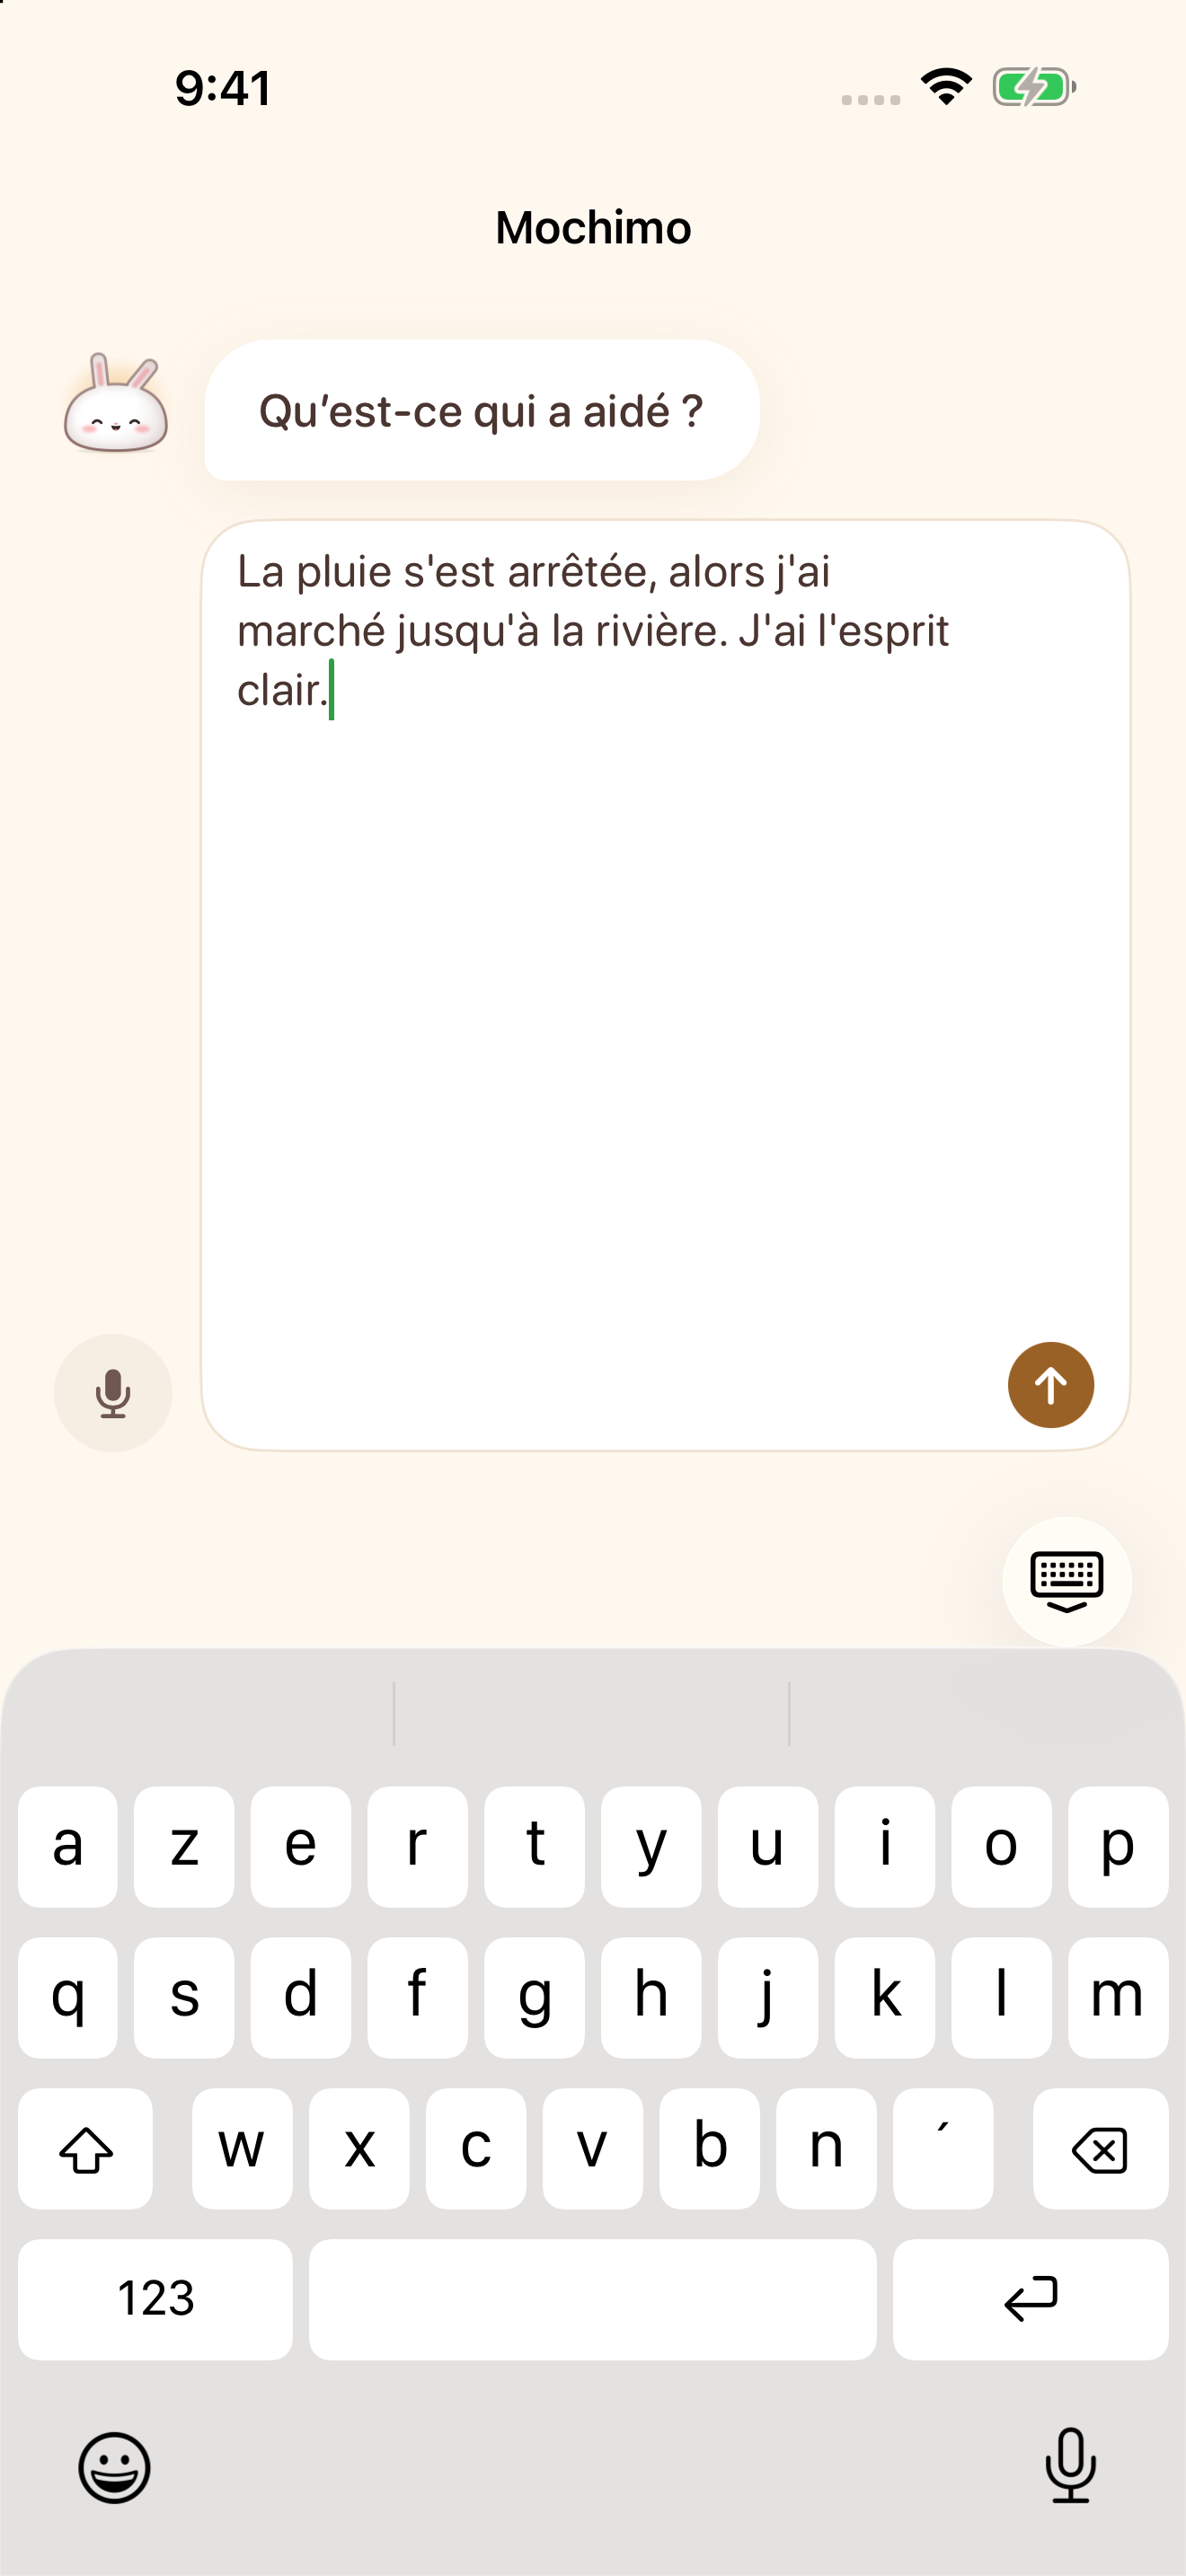 9:41
Mochimo
Qu’est-ce qui a aidé ?
La pluie s'est arrêtée, alors j'ai
marché jusqu'à la rivière. J'ai l'esprit
clair.
a z e r t y u i o p
q s d f g h j k l m
w x c v b n ´
123